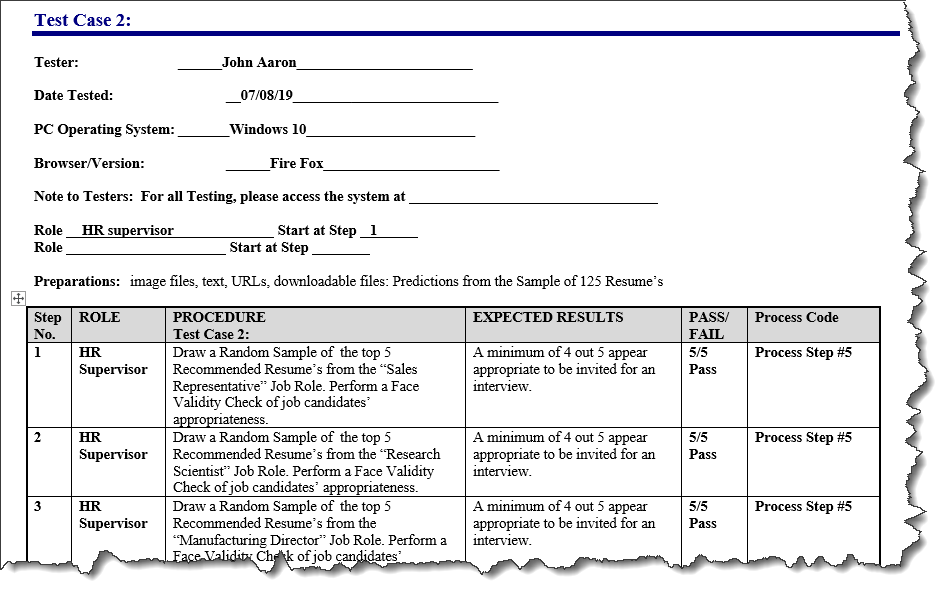 Test Case 2:
Tester: ______John Aaron________________________
Date Tested: __07/08/19____________________________
PC Operating System: _______Windows 10_______________________
Browser/Version: ______Fire Fox________________________
Note to Testers: For all Testing, please access the system at __________________________________
Role __HR supervisor______________ Start at Step _1______
Role ______________________ Start at Step ________
Preparations: image files, text, URLs, downloadable files: Predictions from the Sample of 125 Resume’s
Step No. ROLE PROCEDURE Test Case 2: EXPECTED RESULTS PASS/ FAIL Process Code
1 HR Supervisor
Draw a Random Sample of the top 5
Recommended Resume’s from the “Sales
Representative” Job Role. Perform a Face
Validity Check of job candidates’
appropriateness.
A minimum of 4 out 5 appear
appropriate to be invited for an
interview.
5/5
Pass
Process Step #5
2 HR Supervisor
Draw a Random Sample of the top 5
Recommended Resume’s from the “Research
Scientist” Job Role. Perform a Face Validity
Check of job candidates’ appropriateness.
A minimum of 4 out 5 appear
appropriate to be invited for an
interview.
5/5
Pass
Process Step #5
3 HR Supervisor
Draw a Random Sample of the top 5
Recommended Resume’s from the
“Manufacturing Director” Job Role. Perform a
Face Validity Check of job candidates’
A minimum of 4 out 5 appear
appropriate to be invited for an
interview.
5/5
Pass
Process Step #5